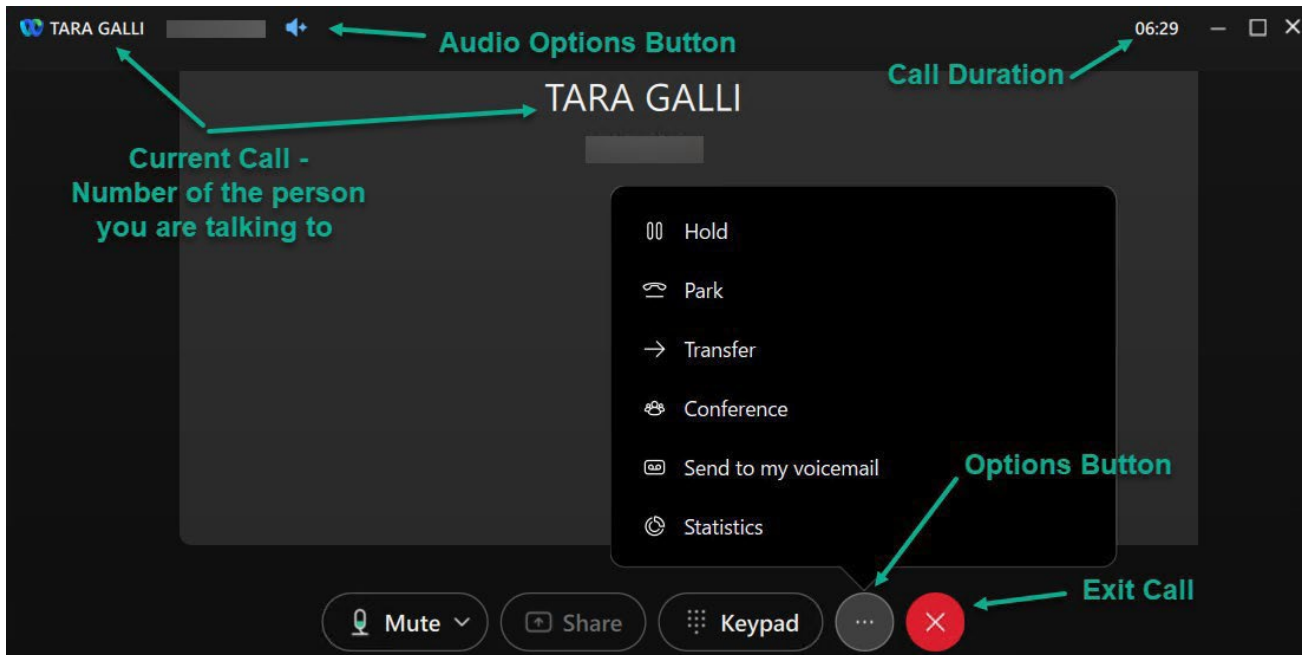 TARA GALLI
Audio Options Button
06:29
Call Duration
TARA GALLI
Current Call -
Number of the person
you are talking to
Hold
Park
Transfer
Conference
Send to my voicemail
Statistics
Options Button
Exit Call
Mute
Share
Keypad